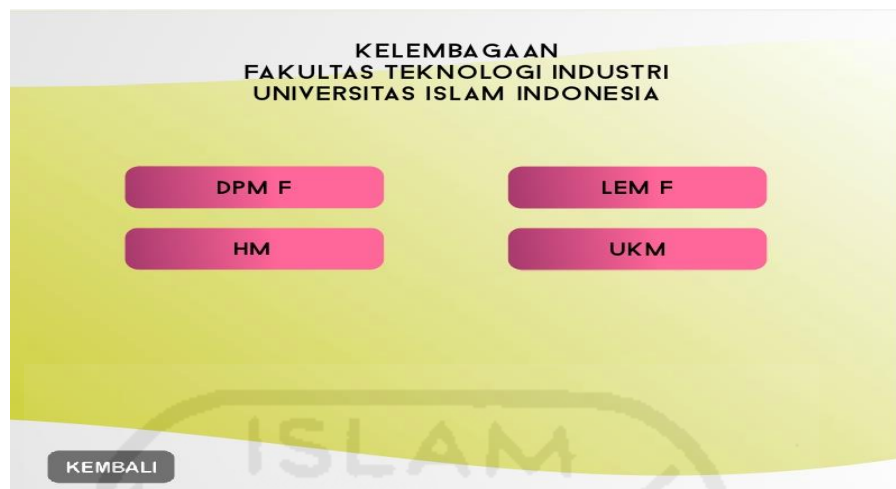 KELEMBAGAAN
FAKULTAS TEKNOLOGI INDUSTRI
UNIVERSITAS ISLAM INDONESIA
DPM F
LEM F
HM
UKM
ISLAM
KEMBALI